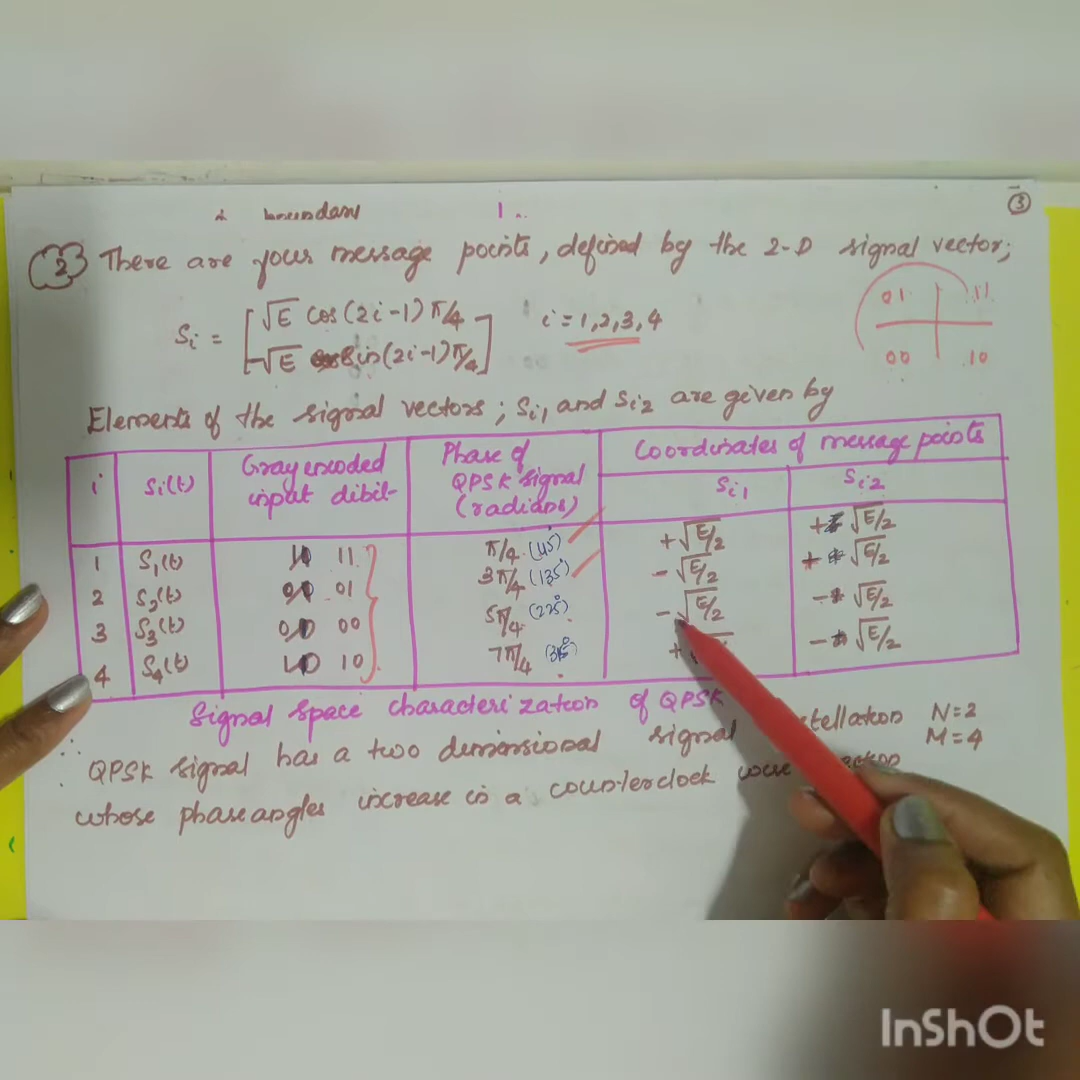 ③
boundary
② There are four message points, defined by the 2-D signal vector;
Si = [√E cos(2i-1) π/4
-√E sin(2i-1) π/4] i = 1,2,3,4
01 11
00 10
Elements of the signal vectors; Si1 and Si2 are given by
i Si(t) Gray encoded input dibit- Phase of QPSK signal (radians) Coordinates of message points
Si1 Si2
1 S1(t) 11 π/4 (45°) +√E/2 + √E/2
2 S2(t) 01 3π/4 (135°) -√E/2 + √E/2
3 S3(t) 00 5π/4 (225°) -√E/2 - √E/2
4 S4(t) 10 7π/4 + - √E/2
Signal space characterization of QPSK
∴ QPSK signal has a two dimensional signal N=2
M=4
whose phase angles increase in a counterclock
InShOt